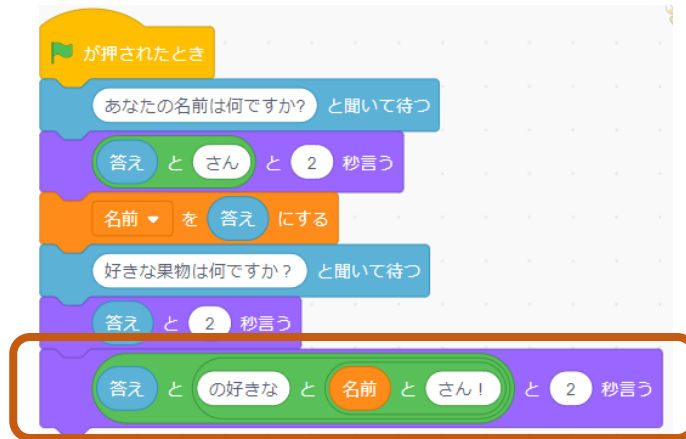 が押されたとき
あなたの名前は何ですか? と聞いて待つ
答え と さん と 2 秒言う
名前 を 答え にする
好きな果物は何ですか？ と聞いて待つ
答え と 2 秒言う
答え と の好きな と 名前 と さん！ と 2 秒言う